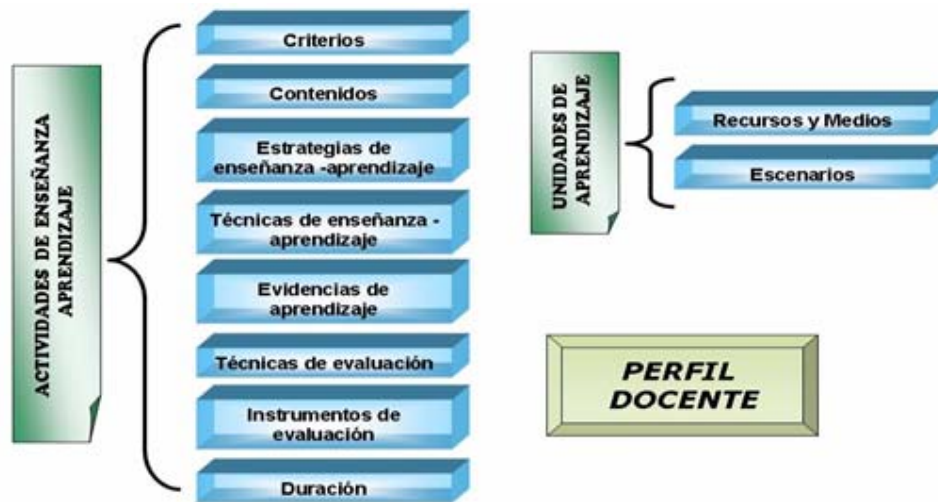 ACTIVIDADES DE ENSEÑANZA
APRENDIZAJE
Criterios
Contenidos
Estrategias de
enseñanza -aprendizaje
Técnicas de enseñanza -
aprendizaje
Evidencias de
aprendizaje
Técnicas de evaluación
Instrumentos de
evaluación
Duración
UNIDADES DE
APRENDIZAJE
Recursos y Medios
Escenarios
PERFIL
DOCENTE